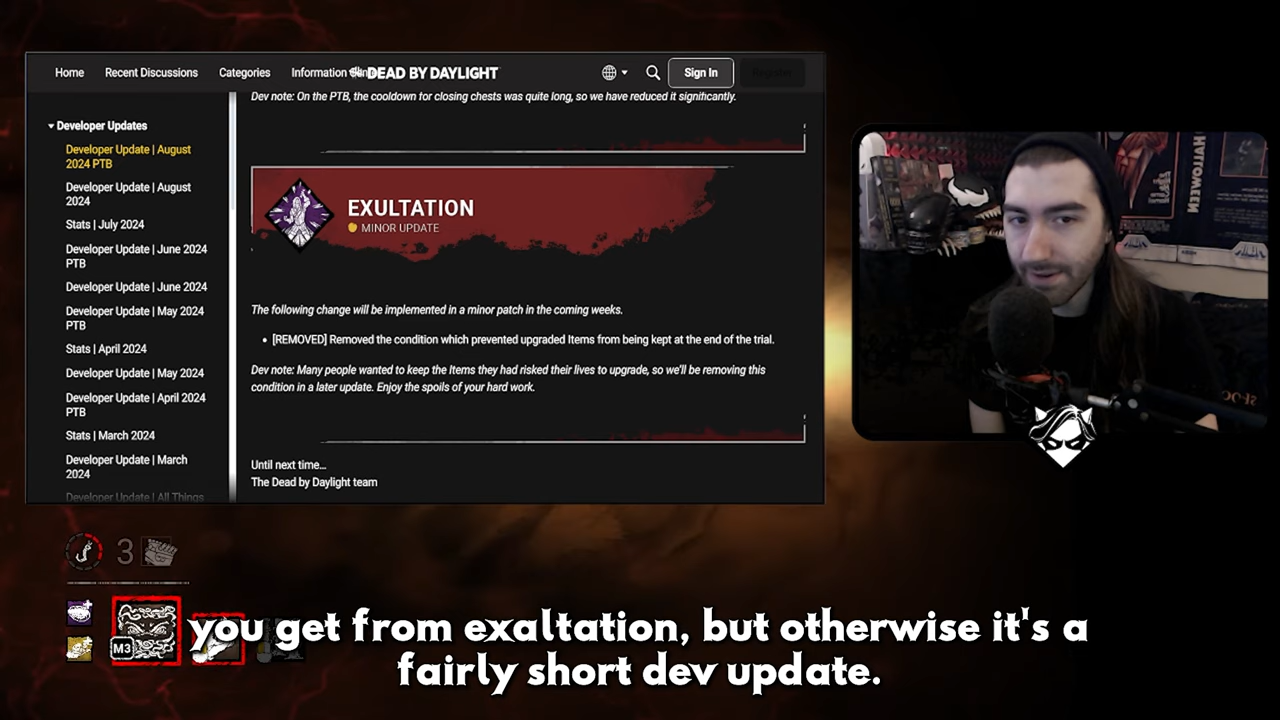 Home Recent Discussions Categories Information DEAD BY DAYLIGHT Sign In Register
Dev note: On the PTB, the cooldown for closing chests was quite long, so we have reduced it significantly.
Developer Updates
Developer Update | August
2024 PTB
Developer Update | August
2024
Stats | July 2024
Developer Update | June 2024
PTB
Developer Update | June 2024
Developer Update | May 2024
PTB
Stats | April 2024
Developer Update | May 2024
Developer Update | April 2024
PTB
Stats | March 2024
Developer Update | March
2024
Developer Update | All Things
EXULTATION
MINOR UPDATE
The following change will be implemented in a minor patch in the coming weeks.
• [REMOVED] Removed the condition which prevented upgraded Items from being kept at the end of the trial.
Dev note: Many people wanted to keep the Items they had risked their lives to upgrade, so we'll be removing this
condition in a later update. Enjoy the spoils of your hard work.
Until next time...
The Dead by Daylight team
HALLOWEEN
3
M3
you get from exaltation, but otherwise it's a
fairly short dev update.